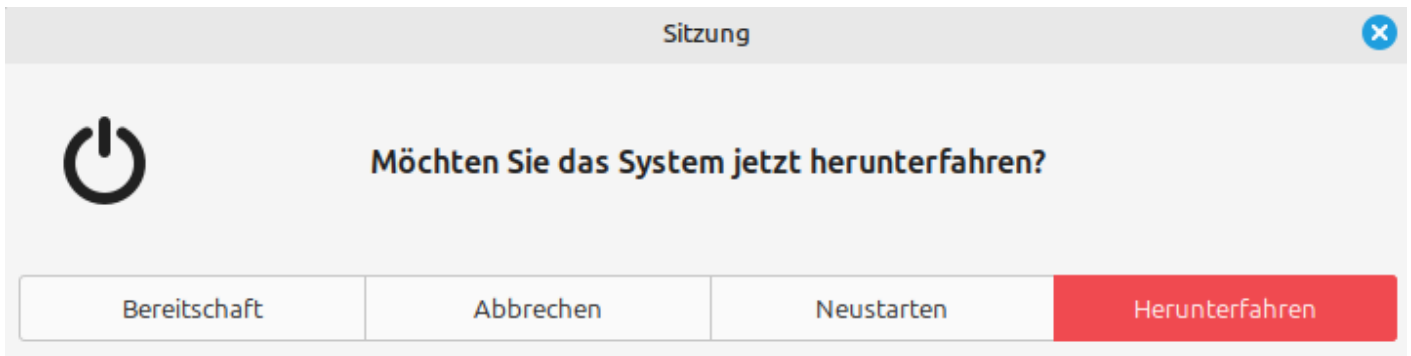 Sitzung
Möchten Sie das System jetzt herunterfahren?
Bereitschaft Abbrechen Neustarten Herunterfahren